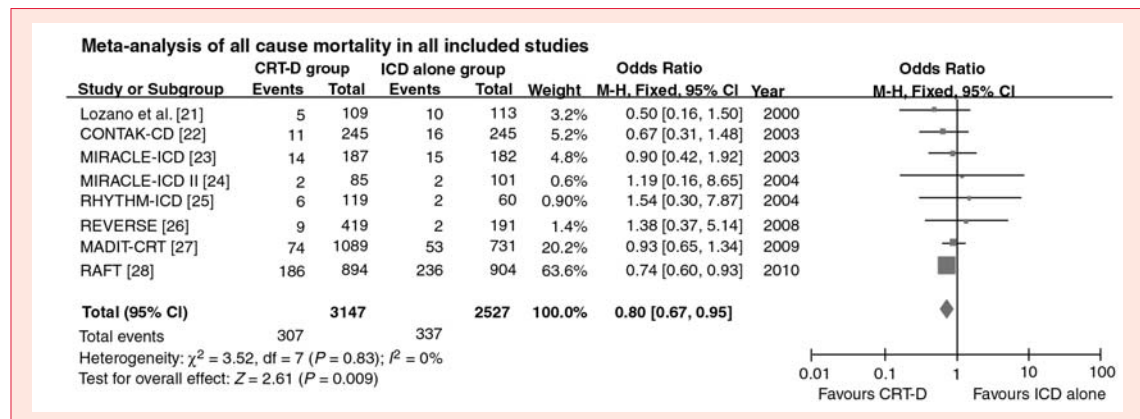 Meta-analysis of all cause mortality in all included studies
CRT-D group ICD alone group Odds Ratio Odds Ratio
Study or Subgroup Events Total Events Total Weight M-H, Fixed, 95% CI Year M-H, Fixed, 95% CI
Lozano et al. [21] 5 109 10 113 3.2% 0.50 [0.16, 1.50] 2000
CONTAK-CD [22] 11 245 16 245 5.2% 0.67 [0.31, 1.48] 2003
MIRACLE-ICD [23] 14 187 15 182 4.8% 0.90 [0.42, 1.92] 2003
MIRACLE-ICD II [24] 2 85 2 101 0.6% 1.19 [0.16, 8.65] 2004
RHYTHM-ICD [25] 6 119 2 60 0.90% 1.54 [0.30, 7.87] 2004
REVERSE [26] 9 419 2 191 1.4% 1.38 [0.37, 5.14] 2008
MADIT-CRT [27] 74 1089 53 731 20.2% 0.93 [0.65, 1.34] 2009
RAFT [28] 186 894 236 904 63.6% 0.74 [0.60, 0.93] 2010
Total (95% CI) 3147 2527 100.0% 0.80 [0.67, 0.95]
Total events 307 337
Heterogeneity: χ² = 3.52, df = 7 (P = 0.83); I² = 0%
Test for overall effect: Z = 2.61 (P = 0.009)
0.01 0.1 1 10 100
Favours CRT-D Favours ICD alone